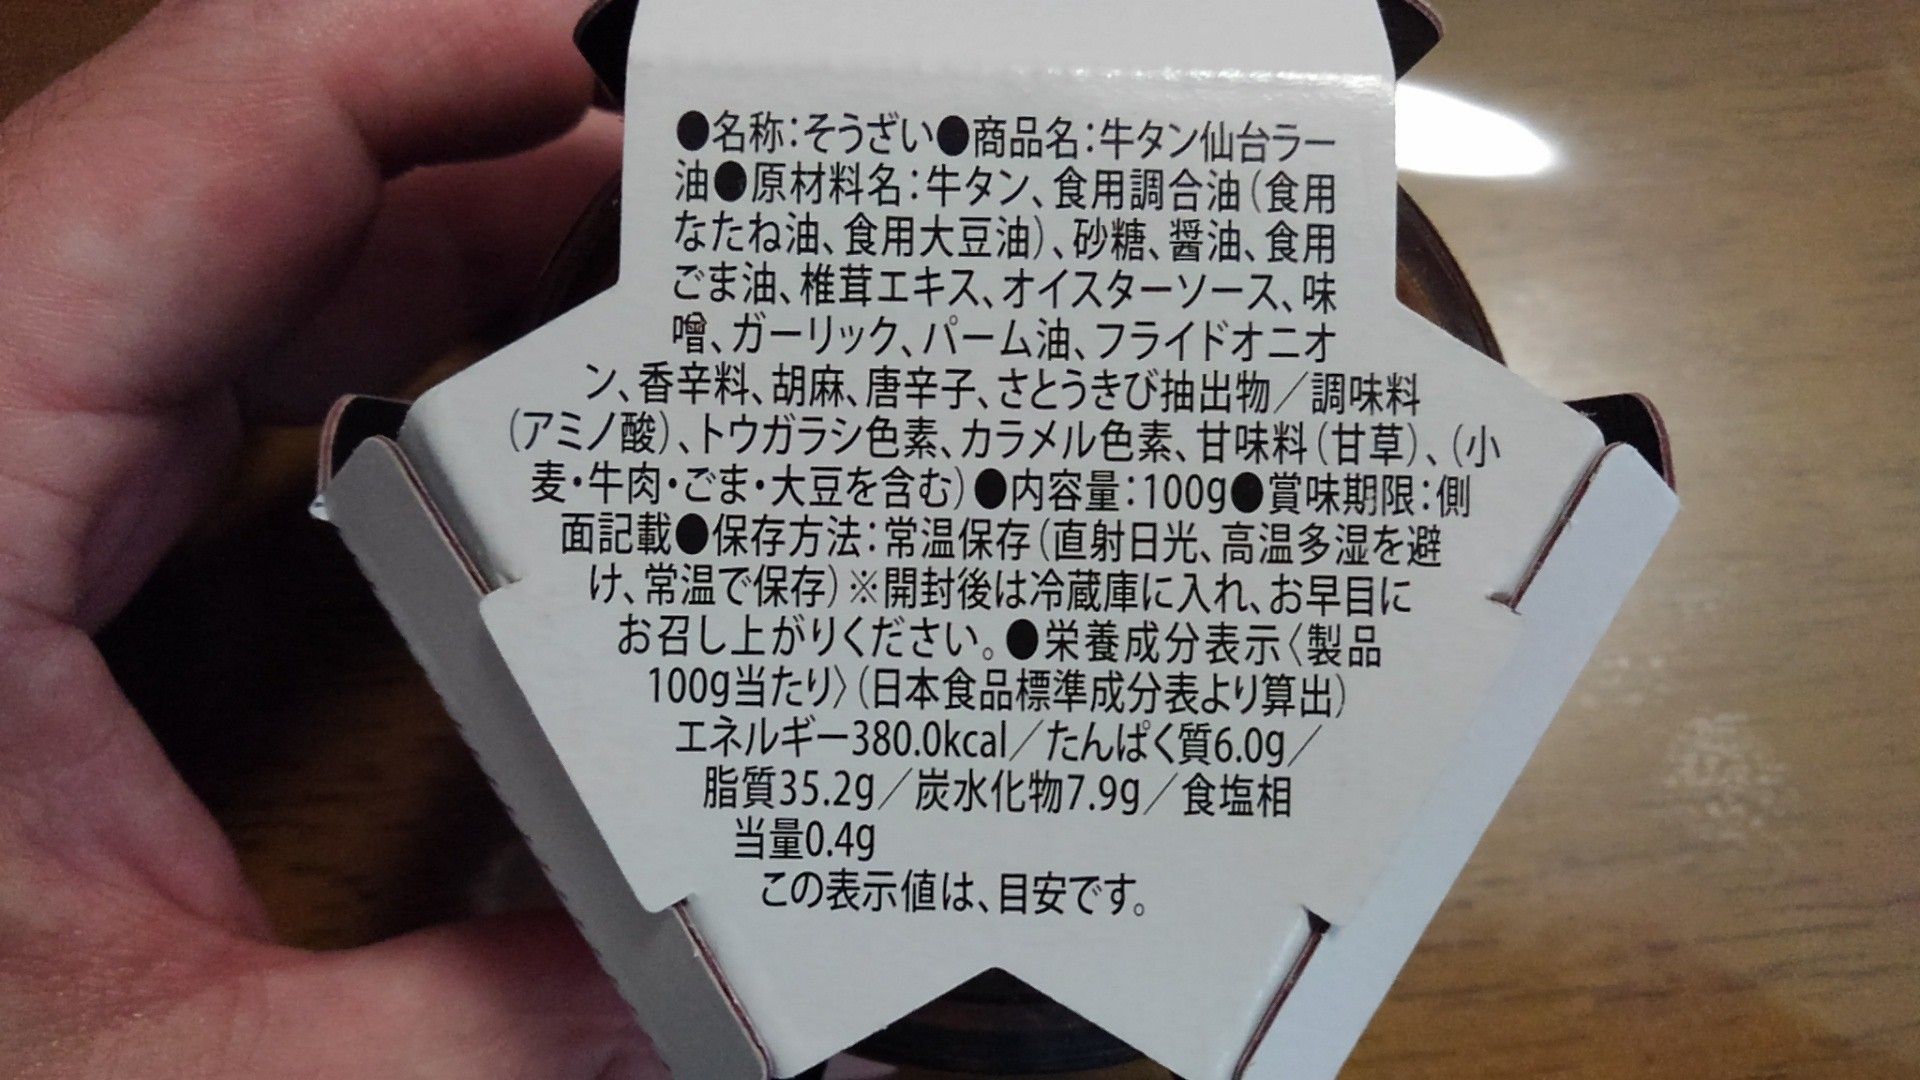 ●名称：そうざい●商品名：牛タン仙台ラー
油●原材料名：牛タン、食用調合油（食用
なたね油、食用大豆油）、砂糖、醤油、食用
ごま油、椎茸エキス、オイスターソース、味
噌、ガーリック、パーム油、フライドオニオ
ン、香辛料、胡麻、唐辛子、さとうきび抽出物／調味料
（アミノ酸）、トウガラシ色素、カラメル色素、甘味料（甘草）、（小
麦・牛肉・ごま・大豆を含む）●内容量：100g●賞味期限：側
面記載●保存方法：常温保存（直射日光、高温多湿を避
け、常温で保存）※開封後は冷蔵庫に入れ、お早目に
お召し上がりください。●栄養成分表示〈製品
100g当たり〉（日本食品標準成分表より算出）
エネルギー380.0kcal／たんぱく質6.0g／
脂質35.2g／炭水化物7.9g／食塩相
当量0.4g
この表示値は、目安です。